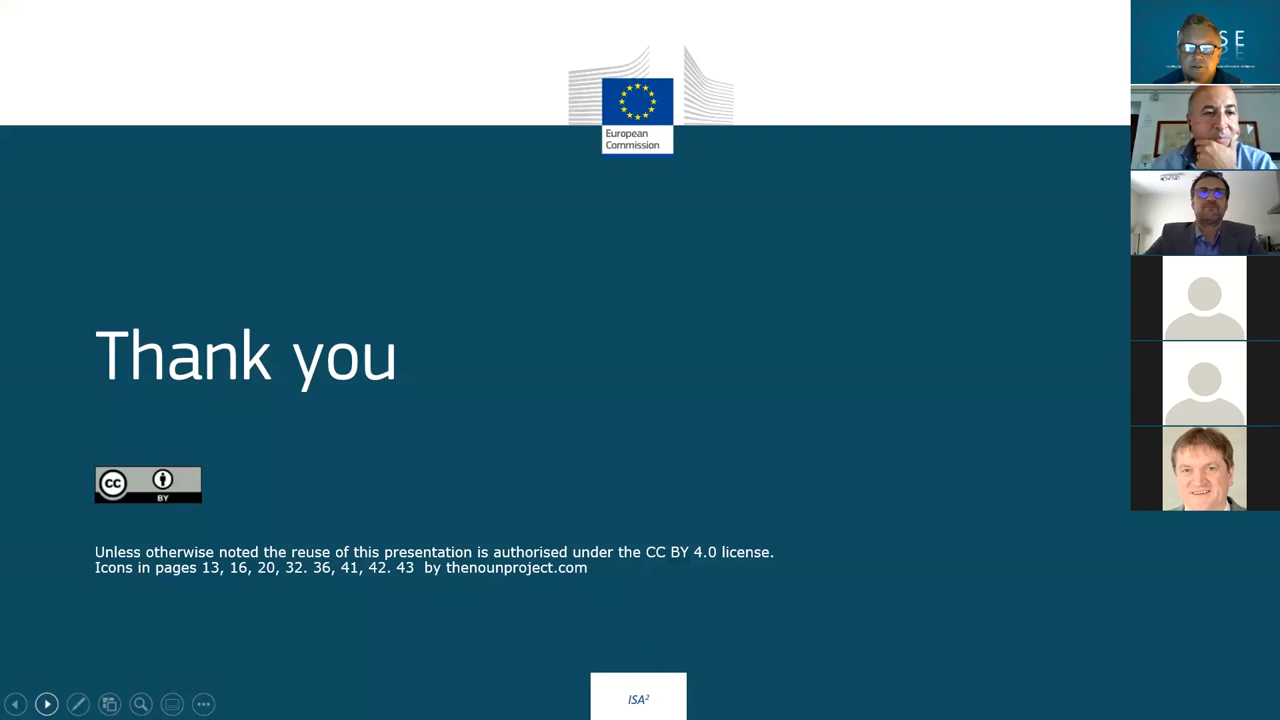 European
Commission
Thank you
CC
BY
Unless otherwise noted the reuse of this presentation is authorised under the CC BY 4.0 license.
Icons in pages 13, 16, 20, 32. 36, 41, 42. 43 by thenounproject.com
ISA²